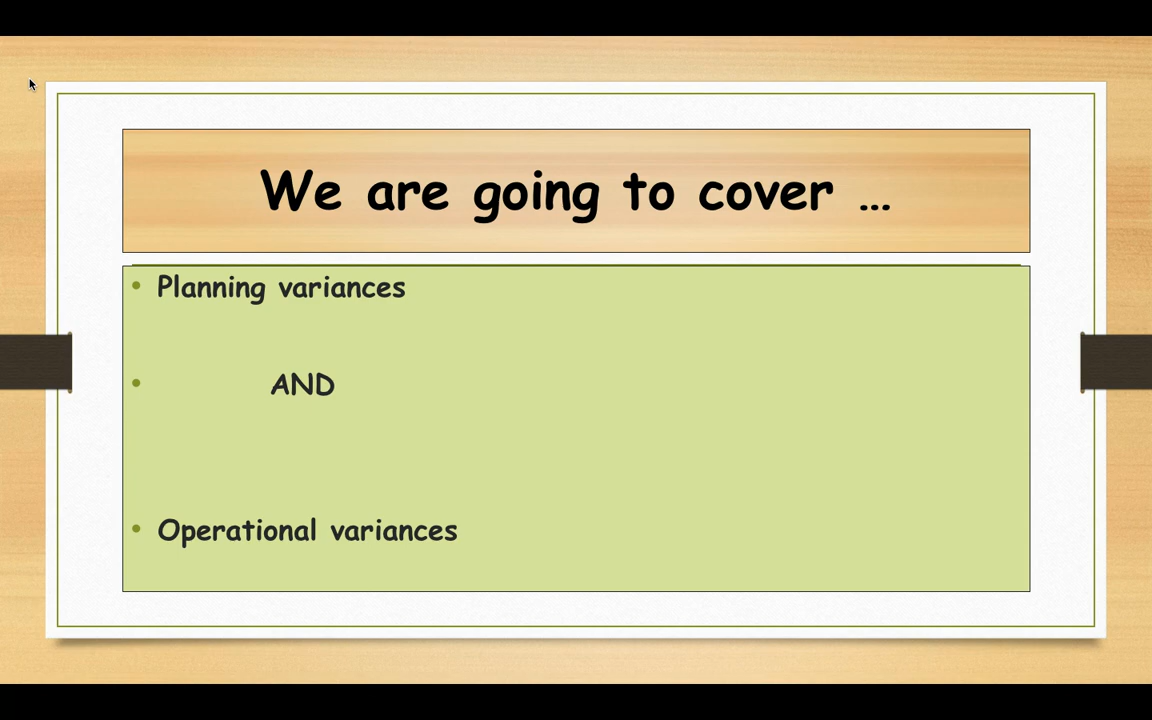 We are going to cover …
• Planning variances
• AND
• Operational variances